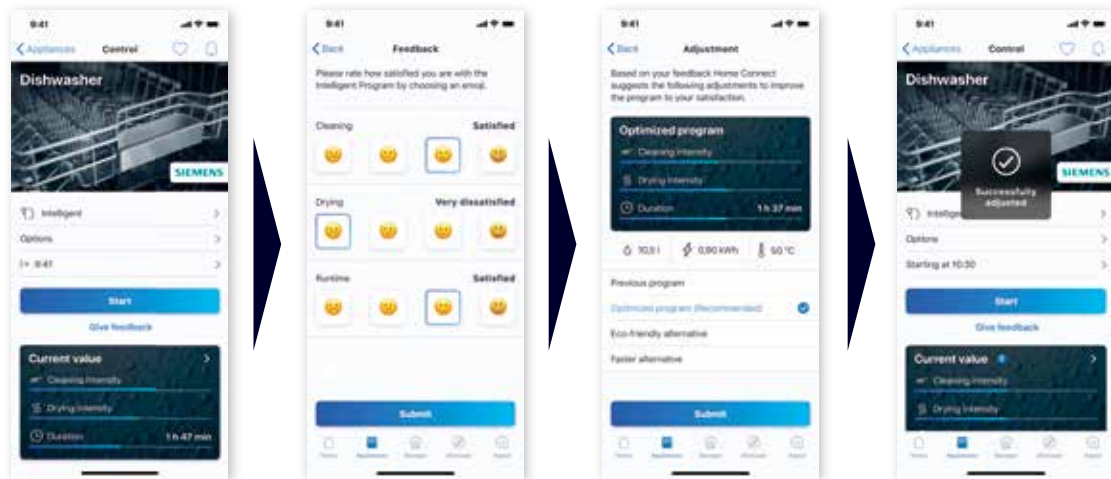 9:41
Appliances
Control
Dishwasher
SIEMENS
Intelligent
Options
9:41
Start
Give feedback
Current value
Cleaning intensity
Drying intensity
Duration
1 h 47 min
9:41
Back
Feedback
Please rate how satisfied you are with the
Intelligent Program by choosing an emoji.
Cleaning
Satisfied
Drying
Very dissatisfied
Runtime
Satisfied
Submit
9:41
Back
Adjustment
Based on your feedback Home Connect
suggests the following adjustments to improve
the program to your satisfaction.
Optimized program
Cleaning intensity
Drying intensity
Duration
1 h 37 min
0,90 kWh
50 °C
Previous program
Optimized program (Recommended)
Eco-friendly alternative
Faster alternative
Submit
9:41
Appliances
Control
Dishwasher
Successfully
adjusted
SIEMENS
Options
Starting at 10:30
Start
Give feedback
Current value
Cleaning intensity
Drying intensity